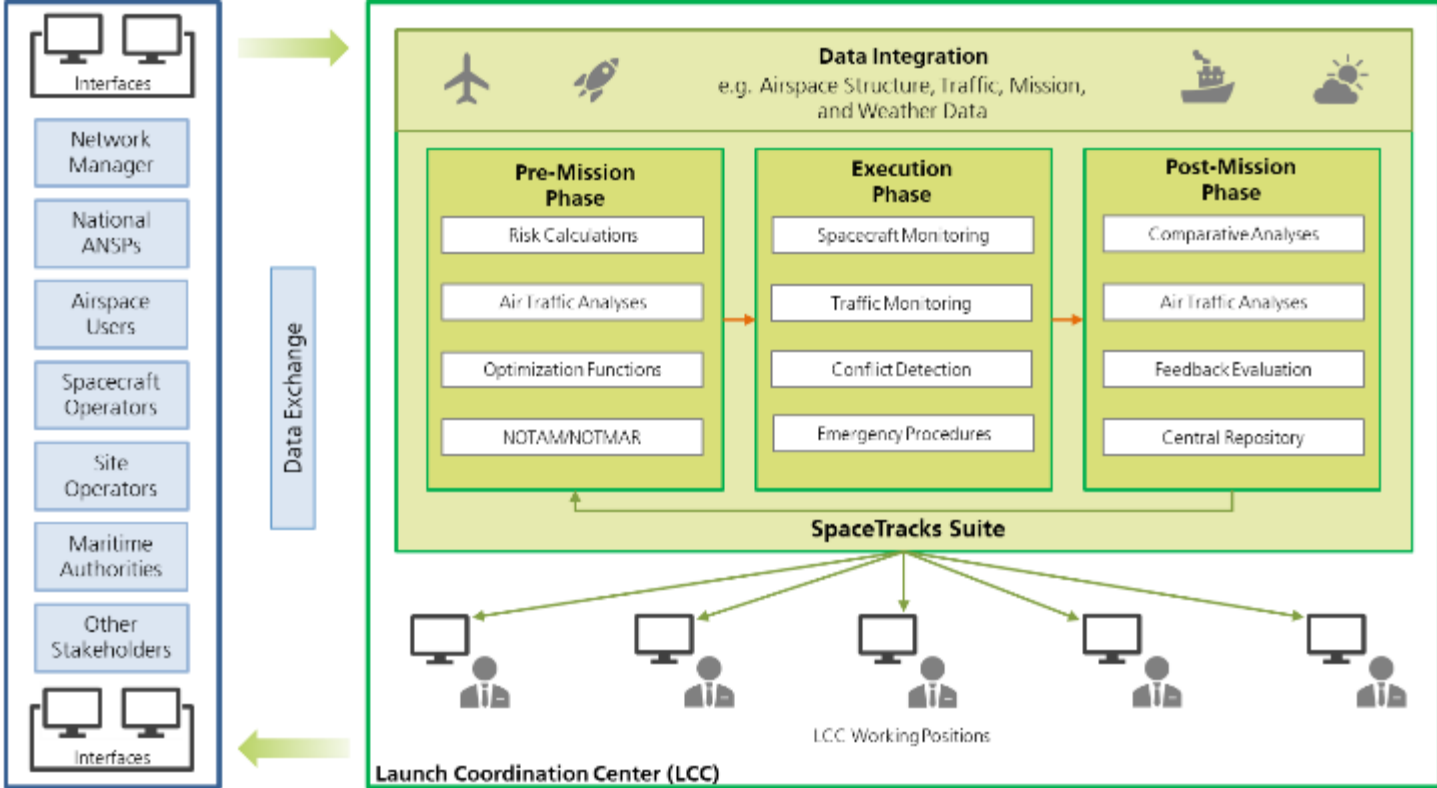 Interfaces
Network
Manager
National
ANSPs
Airspace
Users
Spacecraft
Operators
Site
Operators
Maritime
Authorities
Other
Stakeholders
Interfaces
Data Exchange
Data Integration
e.g. Airspace Structure, Traffic, Mission,
and Weather Data
Pre-Mission
Phase
Risk Calculations
Air Traffic Analyses
Optimization Functions
NOTAM/NOTMAR
Execution
Phase
Spacecraft Monitoring
Traffic Monitoring
Conflict Detection
Emergency Procedures
Post-Mission
Phase
Comparative Analyses
Air Traffic Analyses
Feedback Evaluation
Central Repository
SpaceTracks Suite
LCC Working Positions
Launch Coordination Center (LCC)